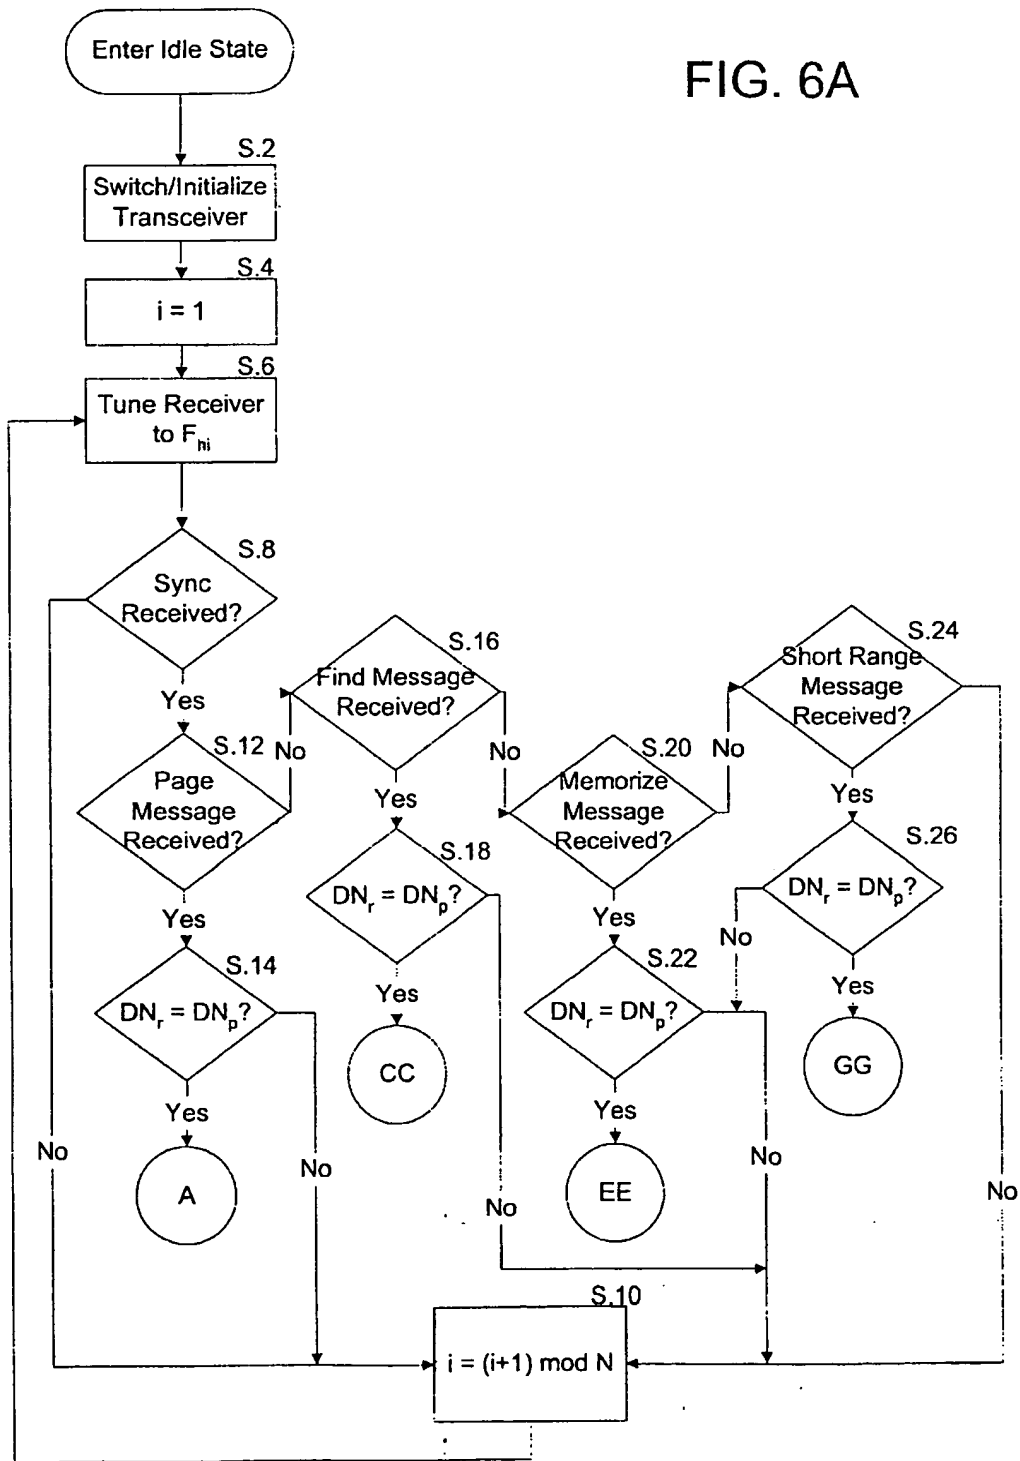 Enter Idle State
FIG. 6A
S.2
Switch/Initialize
Transceiver
S.4
i = 1
S.6
Tune Receiver
to F_hi
S.8
Sync
Received?
Yes
No
S.12
Page
Message
Received?
No
Yes
S.14
DN_r = DN_p?
Yes
No
A
S.16
Find Message
Received?
No
Yes
S.18
DN_r = DN_p?
Yes
No
CC
S.20
Memorize
Message
Received?
No
Yes
S.22
DN_r = DN_p?
Yes
No
EE
S.24
Short Range
Message
Received?
Yes
No
S.26
DN_r = DN_p?
No
Yes
GG
S.10
i = (i+1) mod N